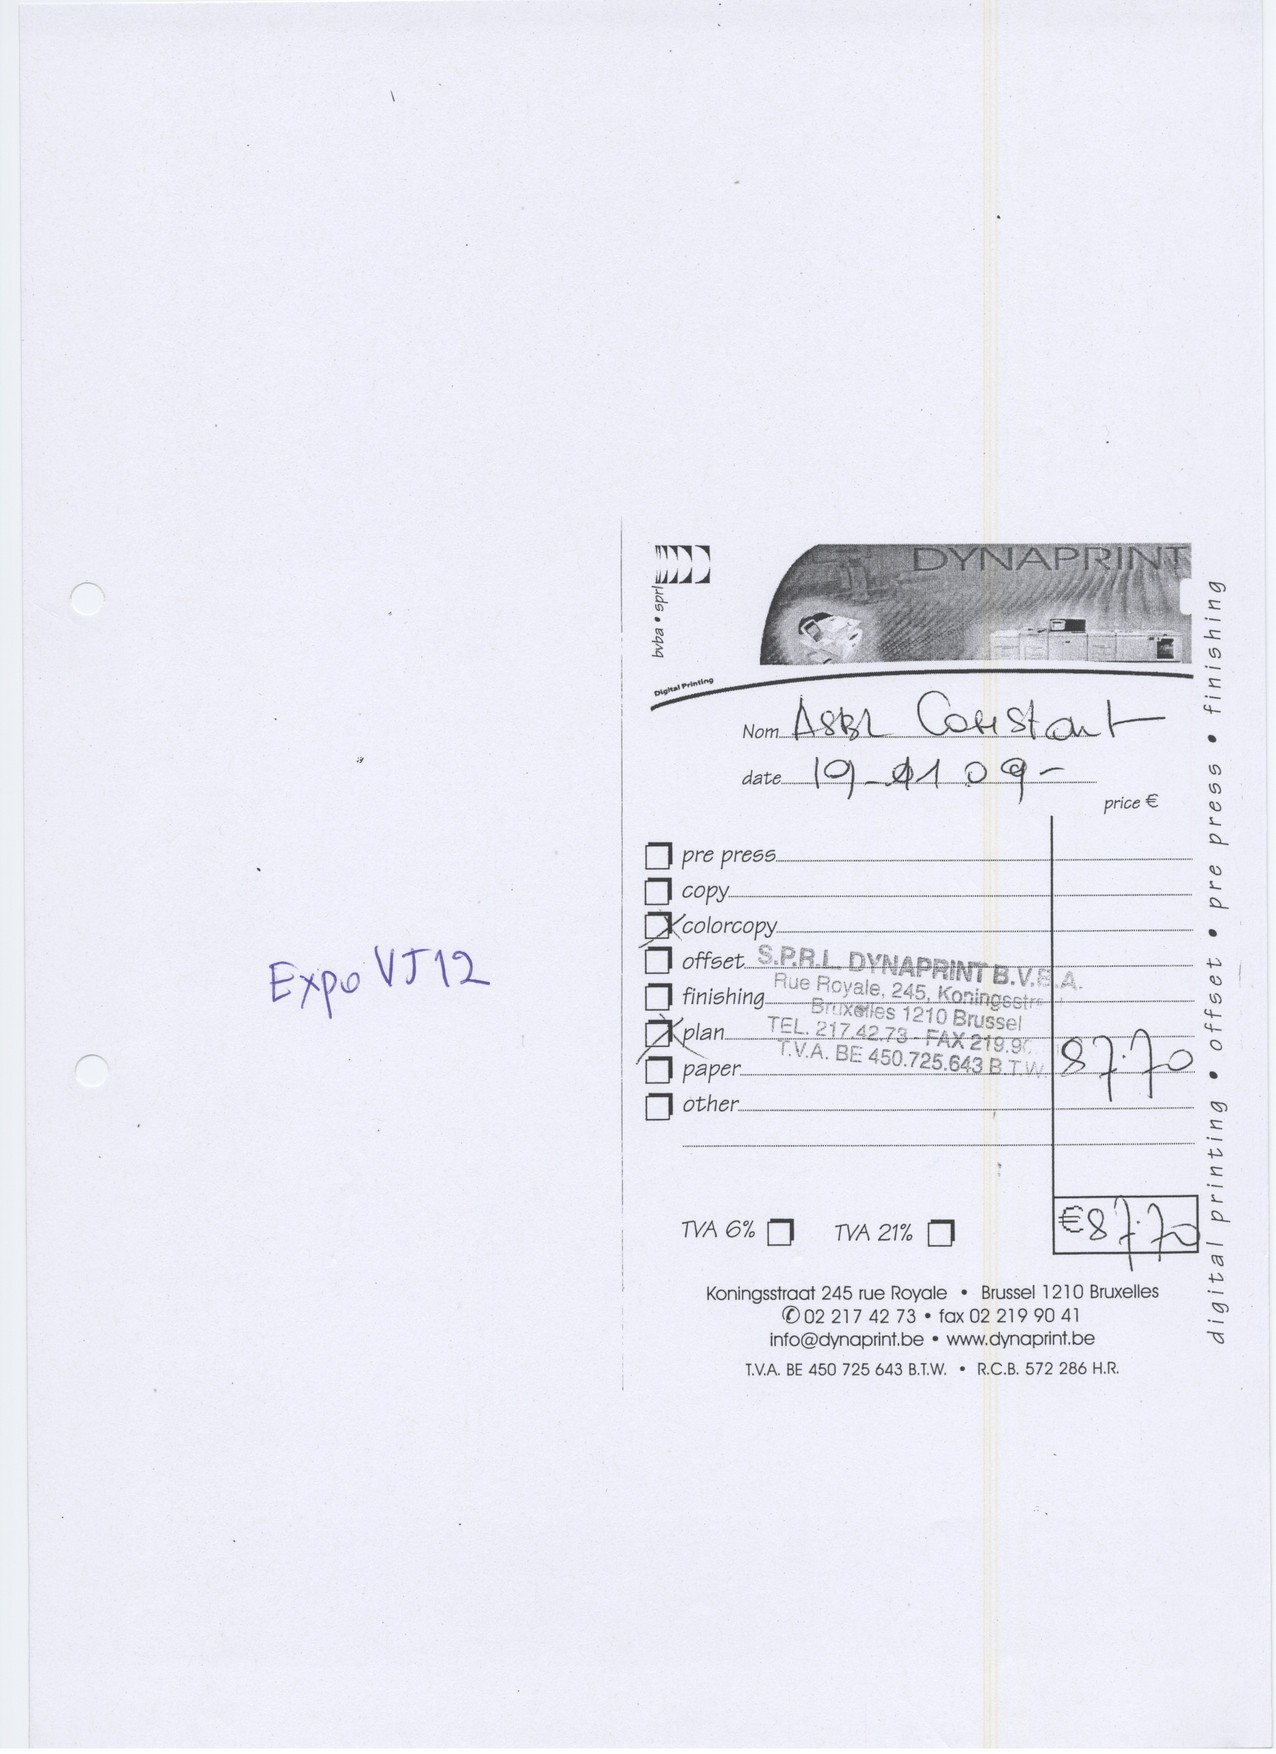 DYNAPRINT
bvba • sprl
Digital Printing
Nom ASBL Constant
date 19-01 09-
price €
pre press
copy
colorcopy
offset
finishing
plan
paper
other
S.P.R.L. DYNAPRINT B.V.B.A.
Rue Royale, 245, Koningsstr
Bruxelles 1210 Brussel
TEL. 217.42.73 - FAX 219.90
T.V.A. BE 450.725.643 B.T.W.
87.70
Expo VJ12
TVA 6% TVA 21%
€87.70
Koningsstraat 245 rue Royale • Brussel 1210 Bruxelles
✆ 02 217 42 73 • fax 02 219 90 41
info@dynaprint.be • www.dynaprint.be
T.V.A. BE 450 725 643 B.T.W. • R.C.B. 572 286 H.R.
digital printing • offset • pre press • finishing